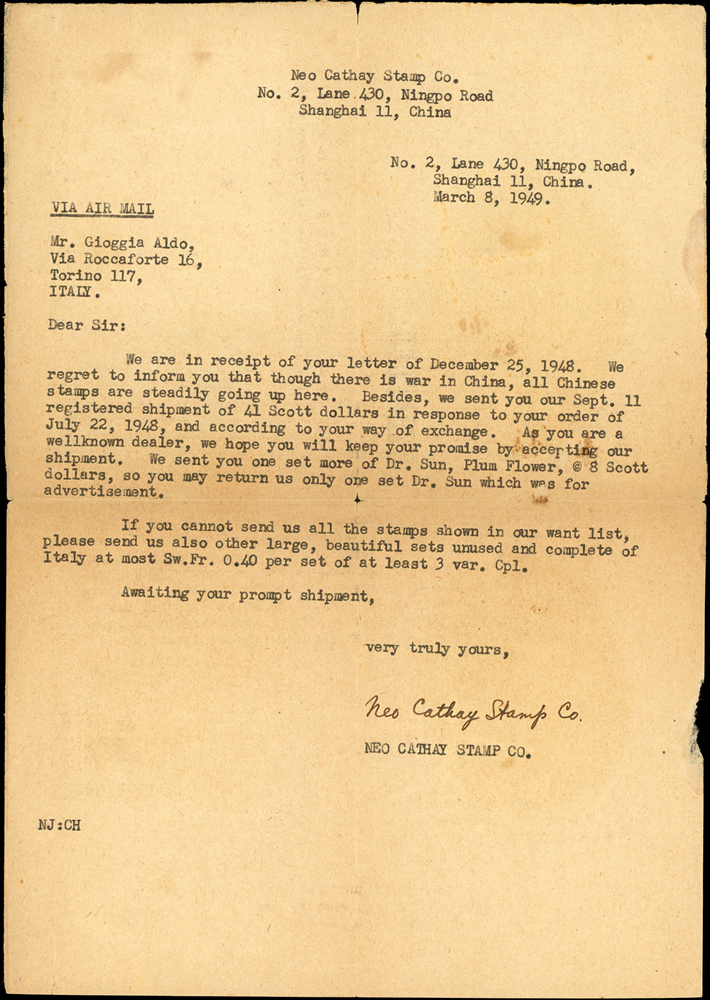 Neo Cathay Stamp Co.
No. 2, Lane 430, Ningpo Road
Shanghai 11, China
No. 2, Lane 430, Ningpo Road,
Shanghai 11, China.
March 8, 1949.
VIA AIR MAIL
Mr. Gioggia Aldo,
Via Roccaforte 16,
Torino 117,
ITALY.
Dear Sir:
We are in receipt of your letter of December 25, 1948. We
regret to inform you that though there is war in China, all Chinese
stamps are steadily going up here. Besides, we sent you our Sept. 11
registered shipment of 41 Scott dollars in response to your order of
July 22, 1948, and according to your way of exchange. As you are a
wellknown dealer, we hope you will keep your promise by accepting our
shipment. We sent you one set more of Dr. Sun, Plum Flower, @ 8 Scott
dollars, so you may return us only one set Dr. Sun which was for
advertisement.
If you cannot send us all the stamps shown in our want list,
please send us also other large, beautiful sets unused and complete of
Italy at most Sw.Fr. 0.40 per set of at least 3 var. Cpl.
Awaiting your prompt shipment,
very truly yours,
Neo Cathay Stamp Co.
NEO CATHAY STAMP CO.
NJ:CH